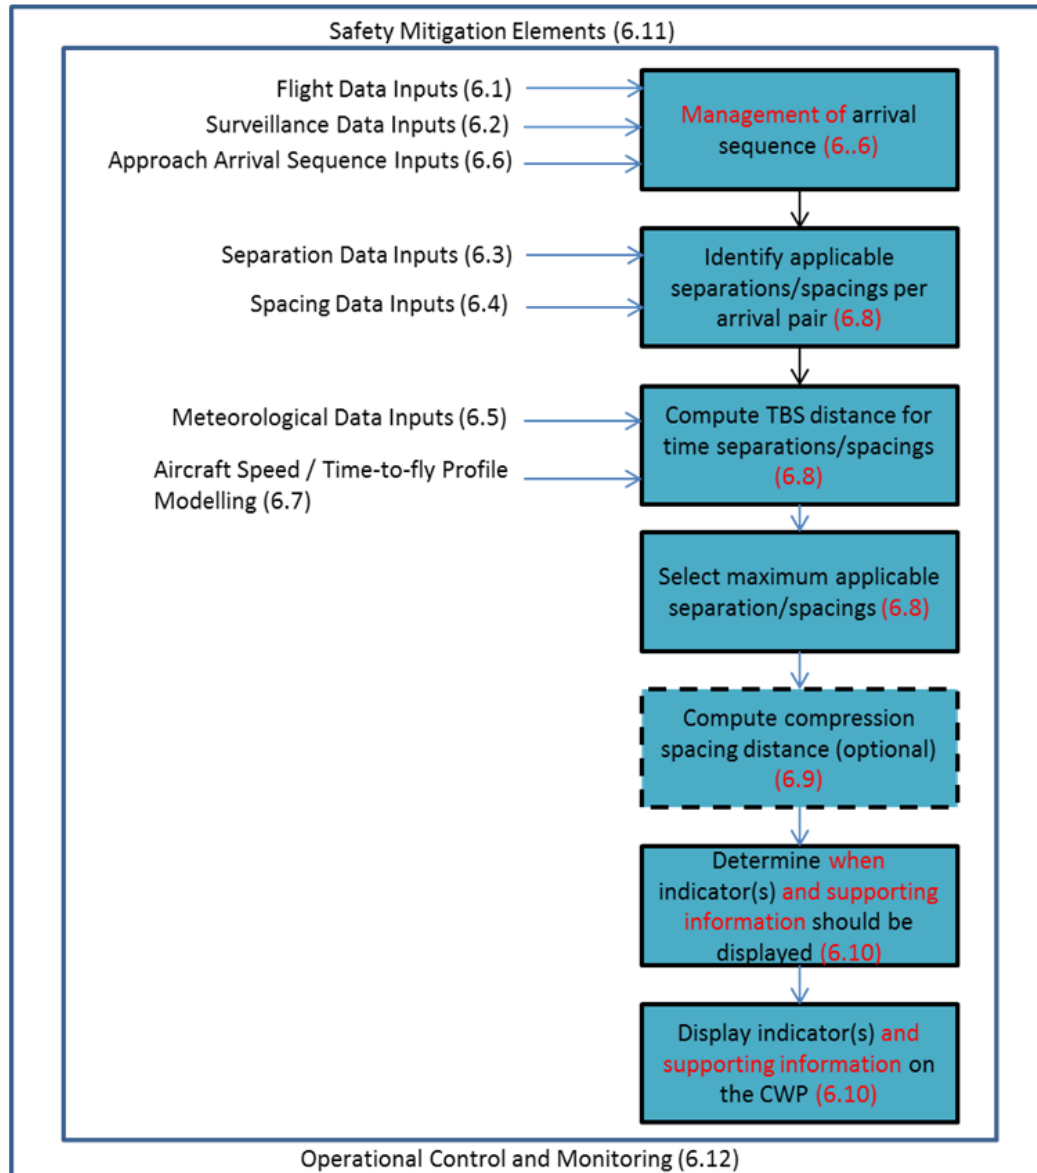 Safety Mitigation Elements (6.11)
Flight Data Inputs (6.1)
Surveillance Data Inputs (6.2)
Approach Arrival Sequence Inputs (6.6)
Management of arrival
sequence (6..6)
Separation Data Inputs (6.3)
Spacing Data Inputs (6.4)
Identify applicable
separations/spacings per
arrival pair (6.8)
Meteorological Data Inputs (6.5)
Aircraft Speed / Time-to-fly Profile
Modelling (6.7)
Compute TBS distance for
time separations/spacings
(6.8)
Select maximum applicable
separation/spacings (6.8)
Compute compression
spacing distance (optional)
(6.9)
Determine when
indicator(s) and supporting
information should be
displayed (6.10)
Display indicator(s) and
supporting information on
the CWP (6.10)
Operational Control and Monitoring (6.12)